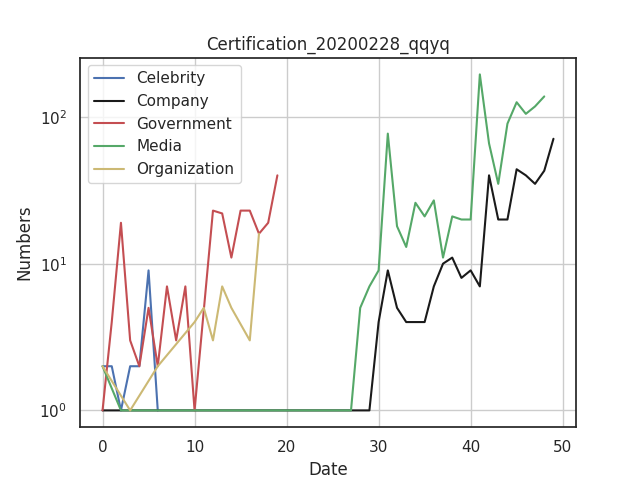 Certification_20200228_qqyq
Celebrity
Company
Government
Media
Organization
Numbers
10²
10¹
10⁰
0 10 20 30 40 50
Date